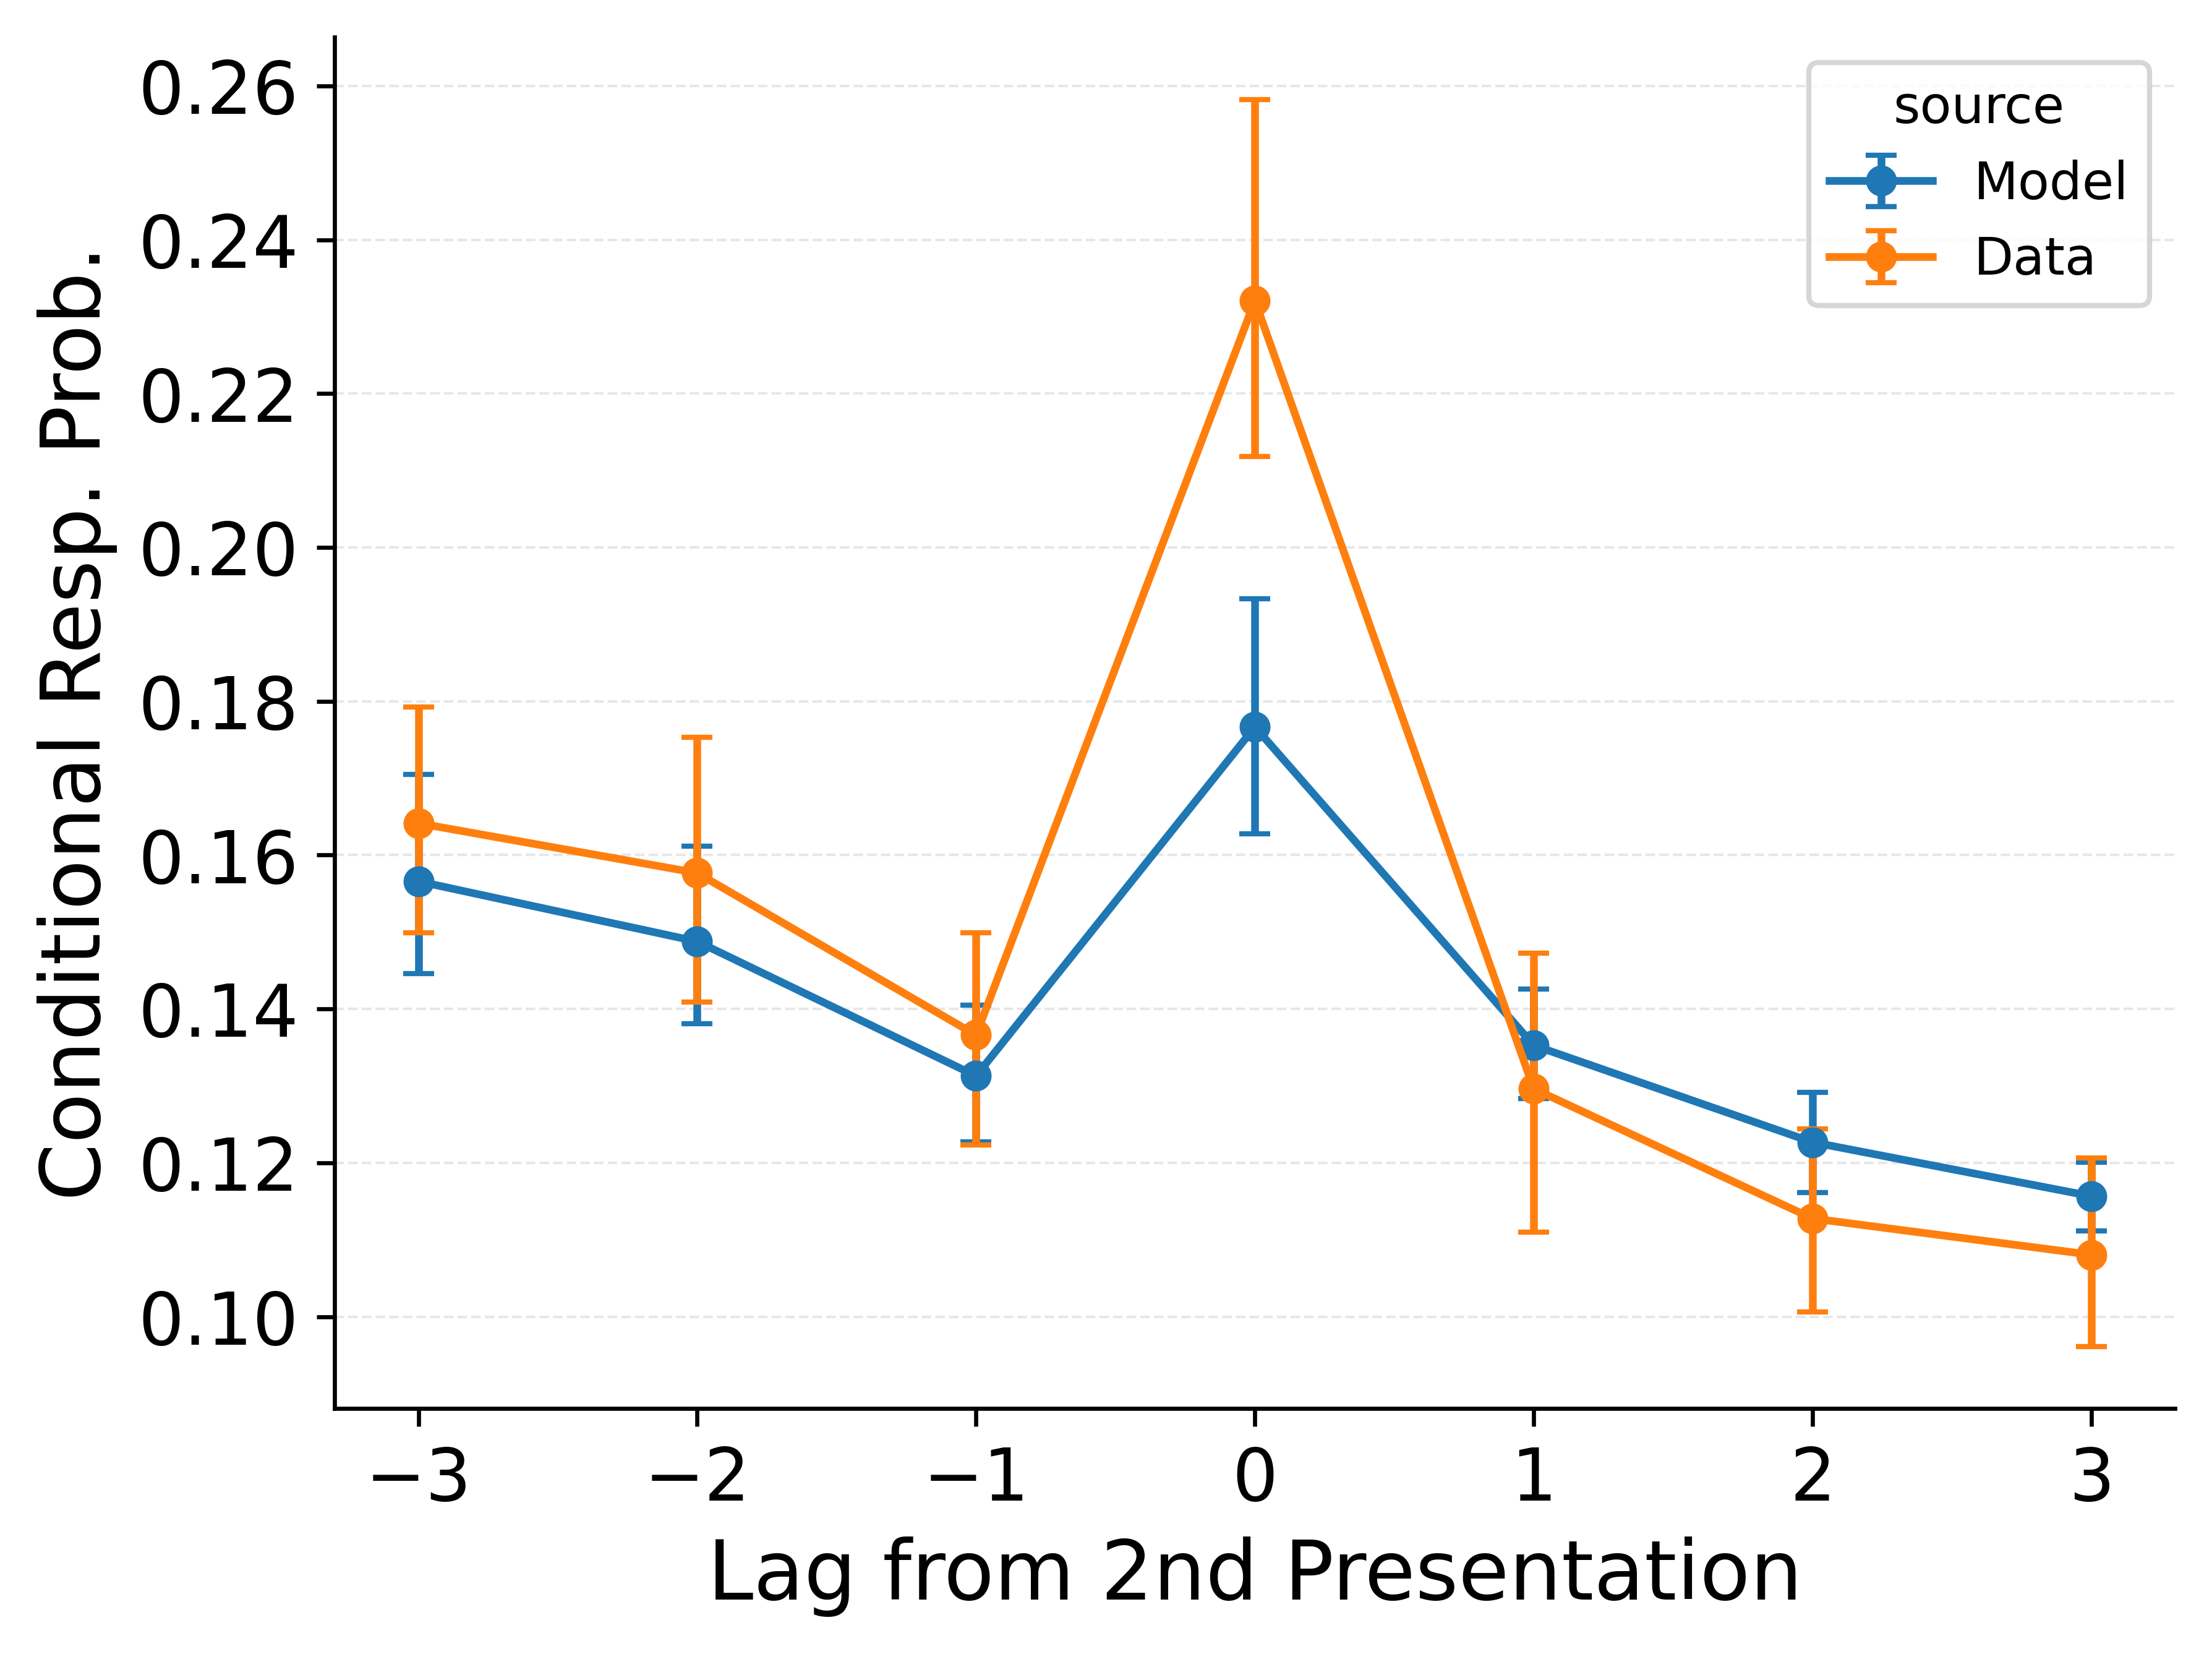 0.26
0.24
0.22
0.20
0.18
0.16
0.14
0.12
0.10
Conditional Resp. Prob.
source
Model
Data
−3 −2 −1 0 1 2 3
Lag from 2nd Presentation